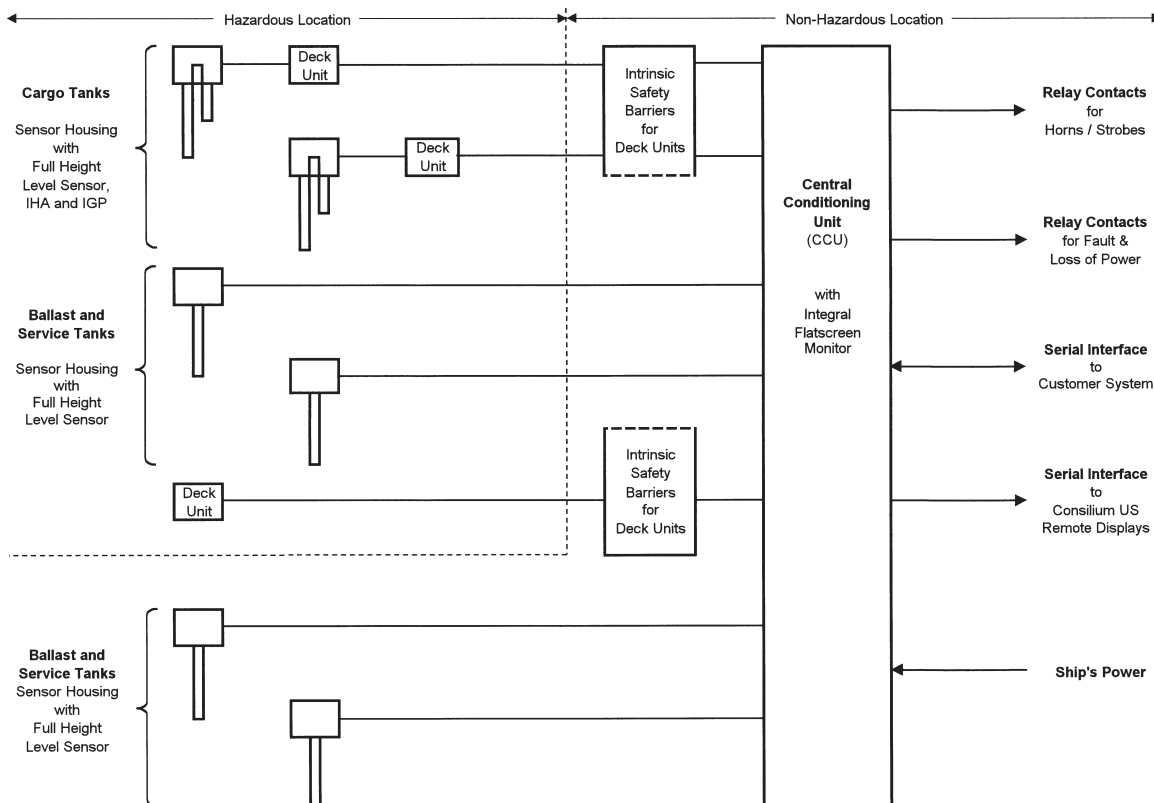 Hazardous Location
Non-Hazardous Location
Cargo Tanks
Sensor Housing
with
Full Height
Level Sensor,
IHA and IGP
Deck
Unit
Deck
Unit
Intrinsic
Safety
Barriers
for
Deck Units
Central
Conditioning
Unit
(CCU)
with
Integral
Flatscreen
Monitor
Relay Contacts
for
Horns / Strobes
Relay Contacts
for Fault &
Loss of Power
Ballast and
Service Tanks
Sensor Housing
with
Full Height
Level Sensor
Serial Interface
to
Customer System
Deck
Unit
Intrinsic
Safety
Barriers
for
Deck Units
Serial Interface
to
Consilium US
Remote Displays
Ballast and
Service Tanks
Sensor Housing
with
Full Height
Level Sensor
Ship's Power